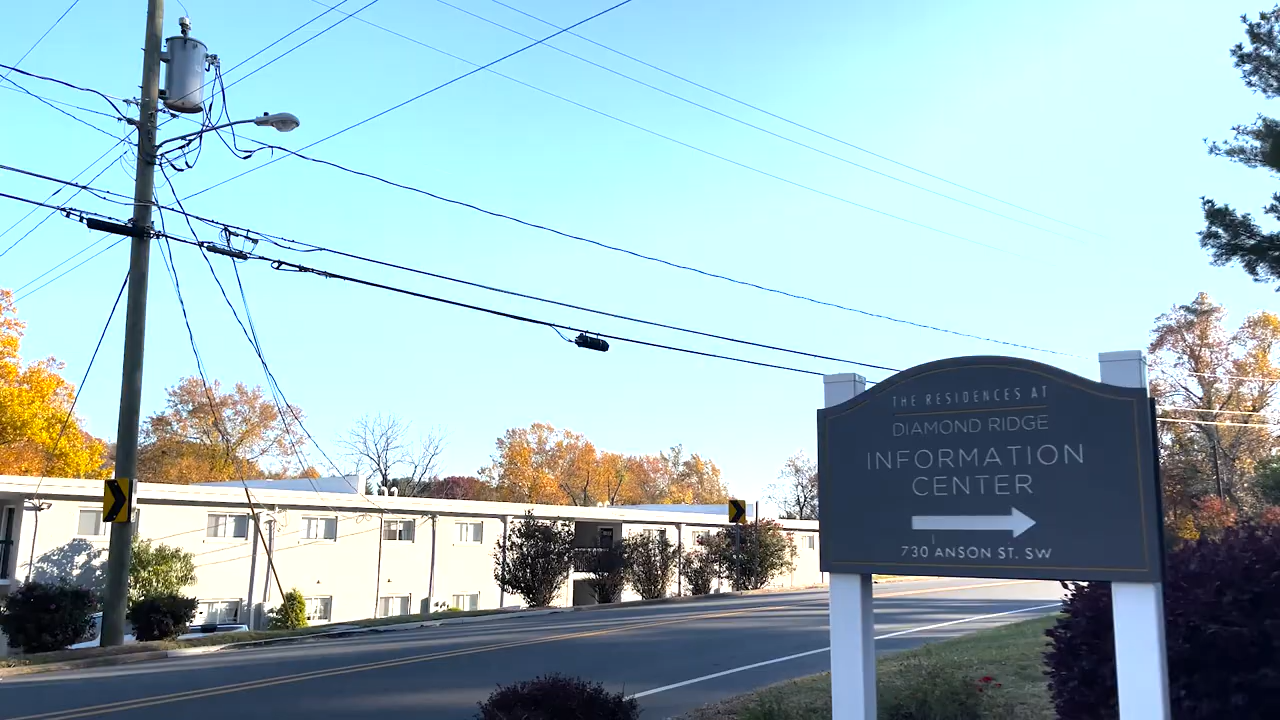 THE RESIDENCES AT
DIAMOND RIDGE
INFORMATION
CENTER
730 ANSON ST. SW